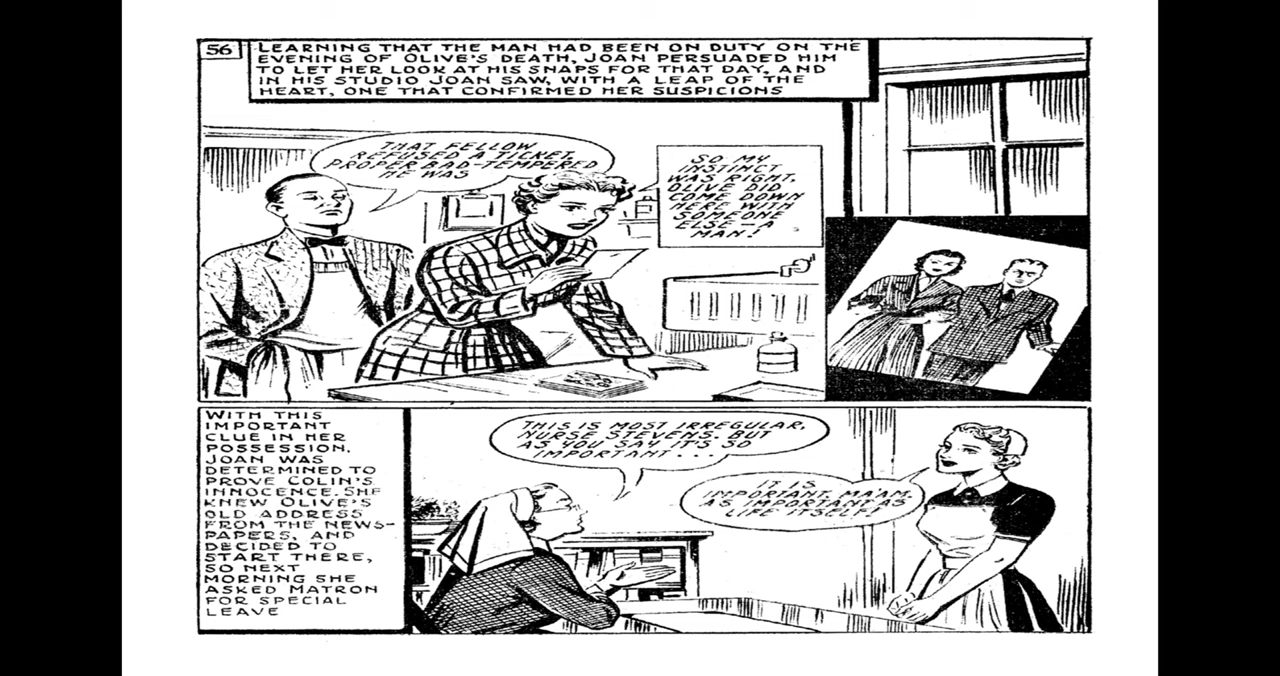 56
LEARNING THAT THE MAN HAD BEEN ON DUTY ON THE
EVENING OF OLIVE'S DEATH, JOAN PERSUADED HIM
TO LET HER LOOK AT HIS SNAPS FOR THAT DAY, AND
IN HIS STUDIO, JOAN SAW, WITH A LEAP OF THE
HEART, ONE THAT CONFIRMED HER SUSPICIONS
THAT FELLOW
REFUSED A TICKET,
PROPER BAD-TEMPERED
HE WAS
SO MY
INSTINCT
WAS RIGHT,
OLIVE DID
COME DOWN
HERE WITH
SOMEONE
ELSE — A
MAN!
WITH THIS
IMPORTANT
CLUE IN HER
POSSESSION,
JOAN WAS
DETERMINED TO
PROVE COLIN'S
INNOCENCE. SHE
KNEW OLIVE'S
OLD ADDRESS
FROM THE NEWS-
PAPERS, AND
DECIDED TO
START THERE,
SO NEXT
MORNING SHE
ASKED MATRON
FOR SPECIAL
LEAVE
THIS IS MOST IRREGULAR,
NURSE STEVENS. BUT
AS YOU SAY IT'S SO
IMPORTANT . . .
IT IS
IMPORTANT, MA'AM.
AS IMPORTANT AS
LIFE ITSELF!